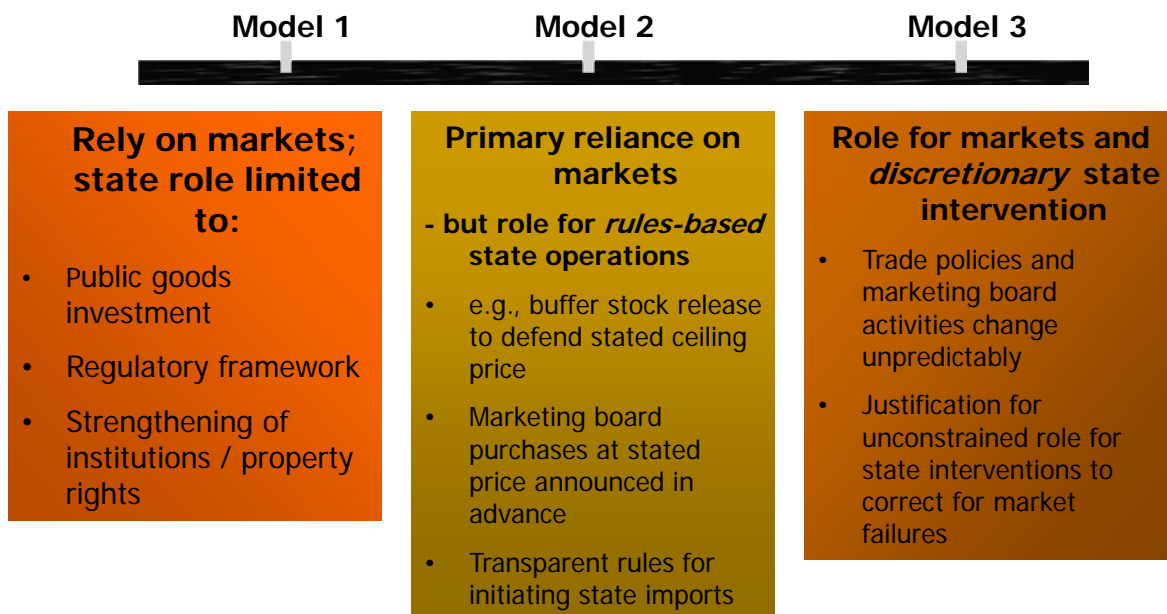 Model 1
Model 2
Model 3
Rely on markets;
state role limited
to:
• Public goods
investment
• Regulatory framework
• Strengthening of
institutions / property
rights
Primary reliance on
markets
- but role for rules-based
state operations
• e.g., buffer stock release
to defend stated ceiling
price
• Marketing board
purchases at stated
price announced in
advance
• Transparent rules for
initiating state imports
Role for markets and
discretionary state
intervention
• Trade policies and
marketing board
activities change
unpredictably
• Justification for
unconstrained role for
state interventions to
correct for market
failures